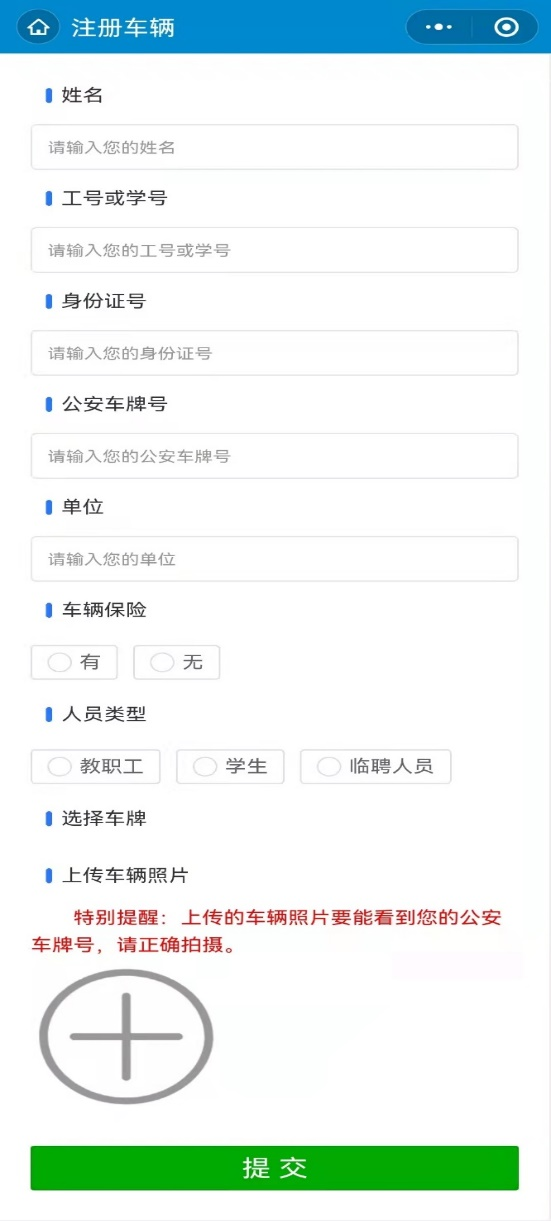 注册车辆
姓名
请输入您的姓名
工号或学号
请输入您的工号或学号
身份证号
请输入您的身份证号
公安车牌号
请输入您的公安车牌号
单位
请输入您的单位
车辆保险
有 无
人员类型
教职工 学生 临聘人员
选择车牌
上传车辆照片
特别提醒：上传的车辆照片要能看到您的公安
车牌号，请正确拍摄。
提交